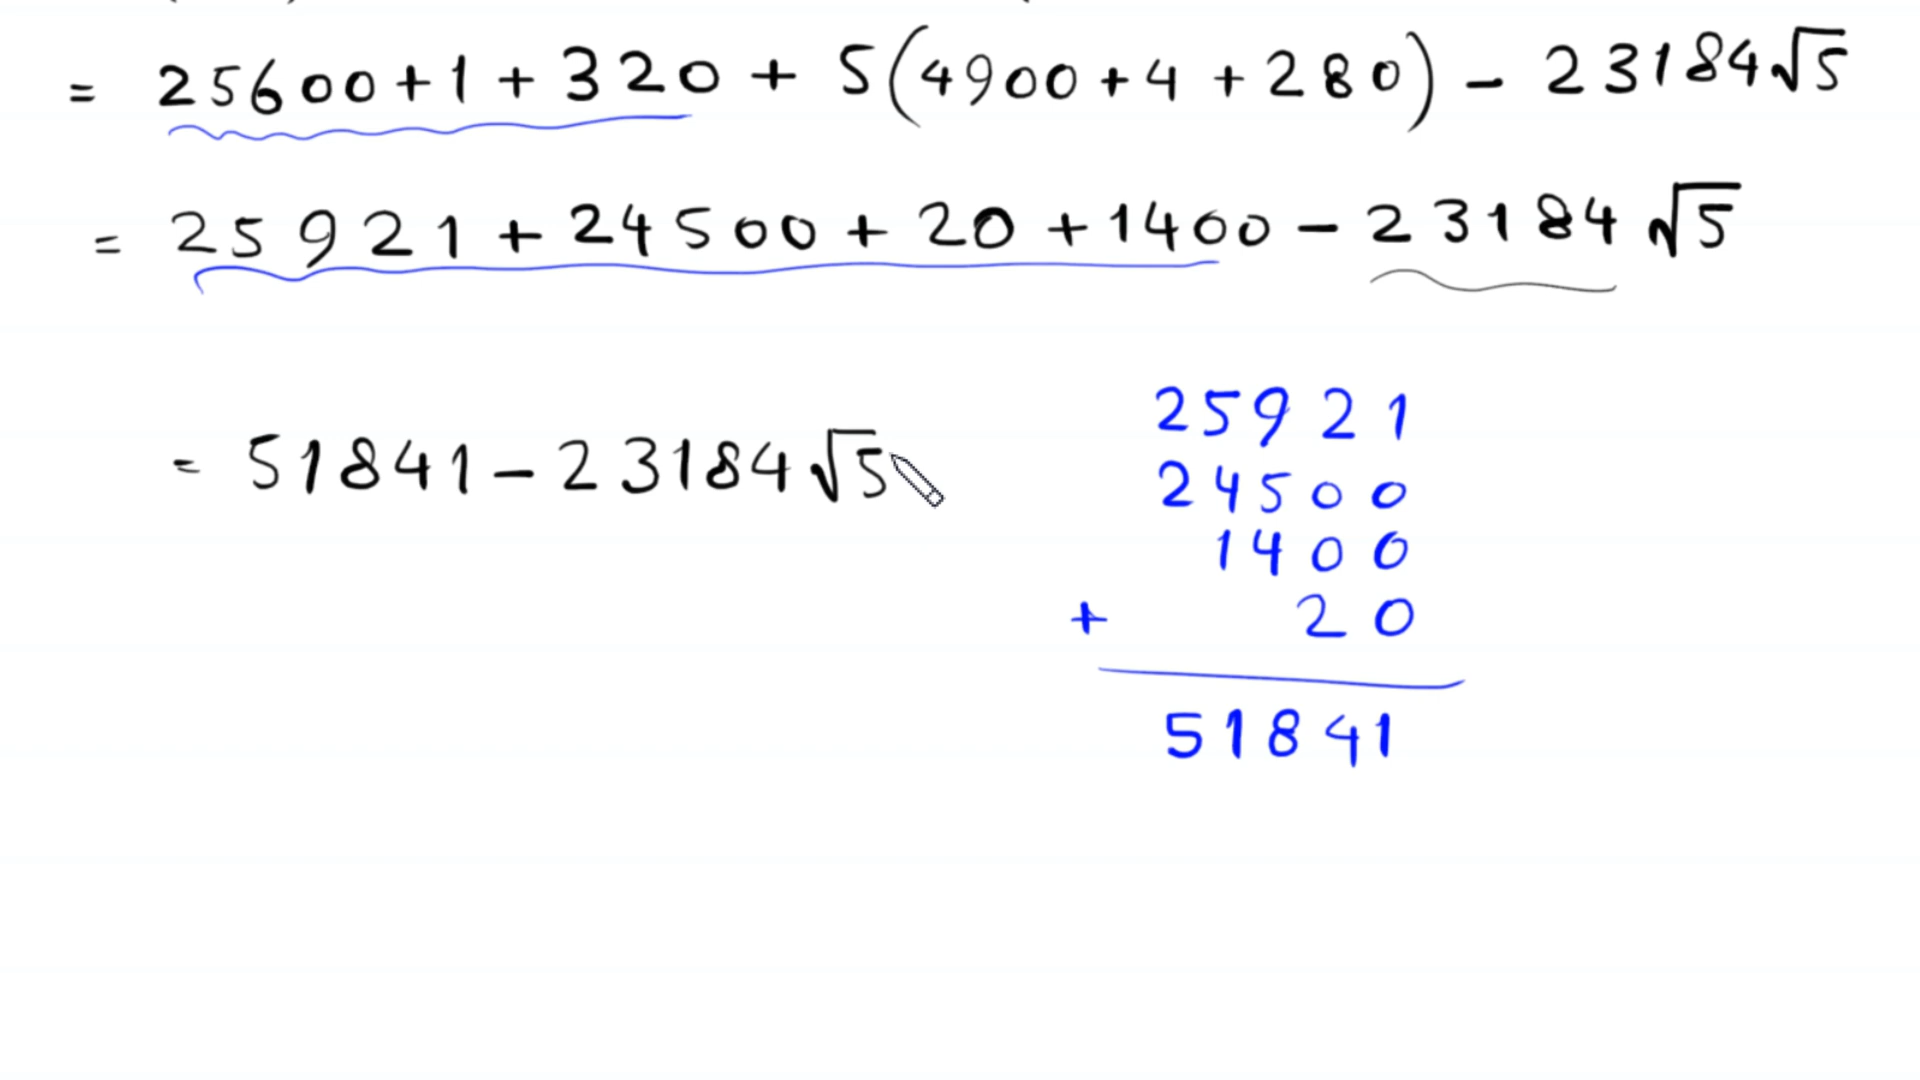 = 25600 + 1 + 320 + 5(4900 + 4 + 280) - 23184√5
= 25921 + 24500 + 20 + 1400 - 23184√5
= 51841 - 23184√5
25921
24500
1400
+ 20
51841